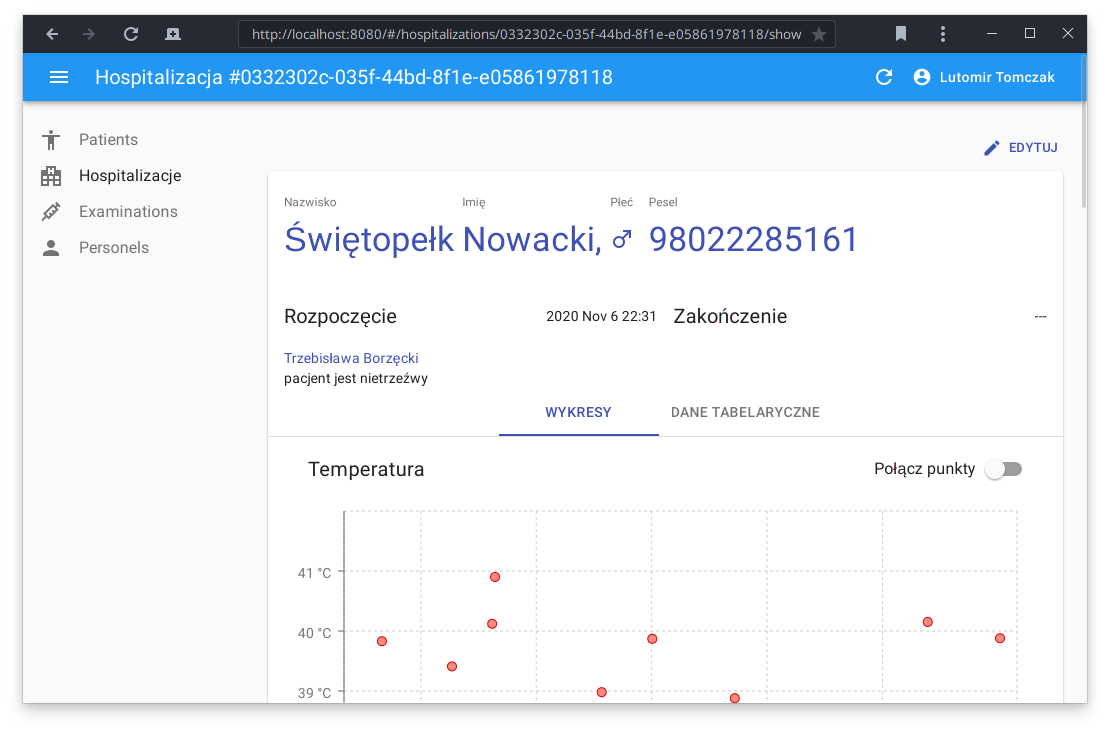 http://localhost:8080/#/hospitalizations/0332302c-035f-44bd-8f1e-e05861978118/show
Hospitalizacja #0332302c-035f-44bd-8f1e-e05861978118
Lutomir Tomczak
Patients
Hospitalizacje
Examinations
Personels
EDYTUJ
Nazwisko Imię Płeć Pesel
Świętopełk Nowacki, ♂ 98022285161
Rozpoczęcie 2020 Nov 6 22:31 Zakończenie ---
Trzebisława Borzęcki
pacjent jest nietrzeźwy
WYKRESY DANE TABELARYCZNE
Temperatura Połącz punkty
41 °C
40 °C
39 °C